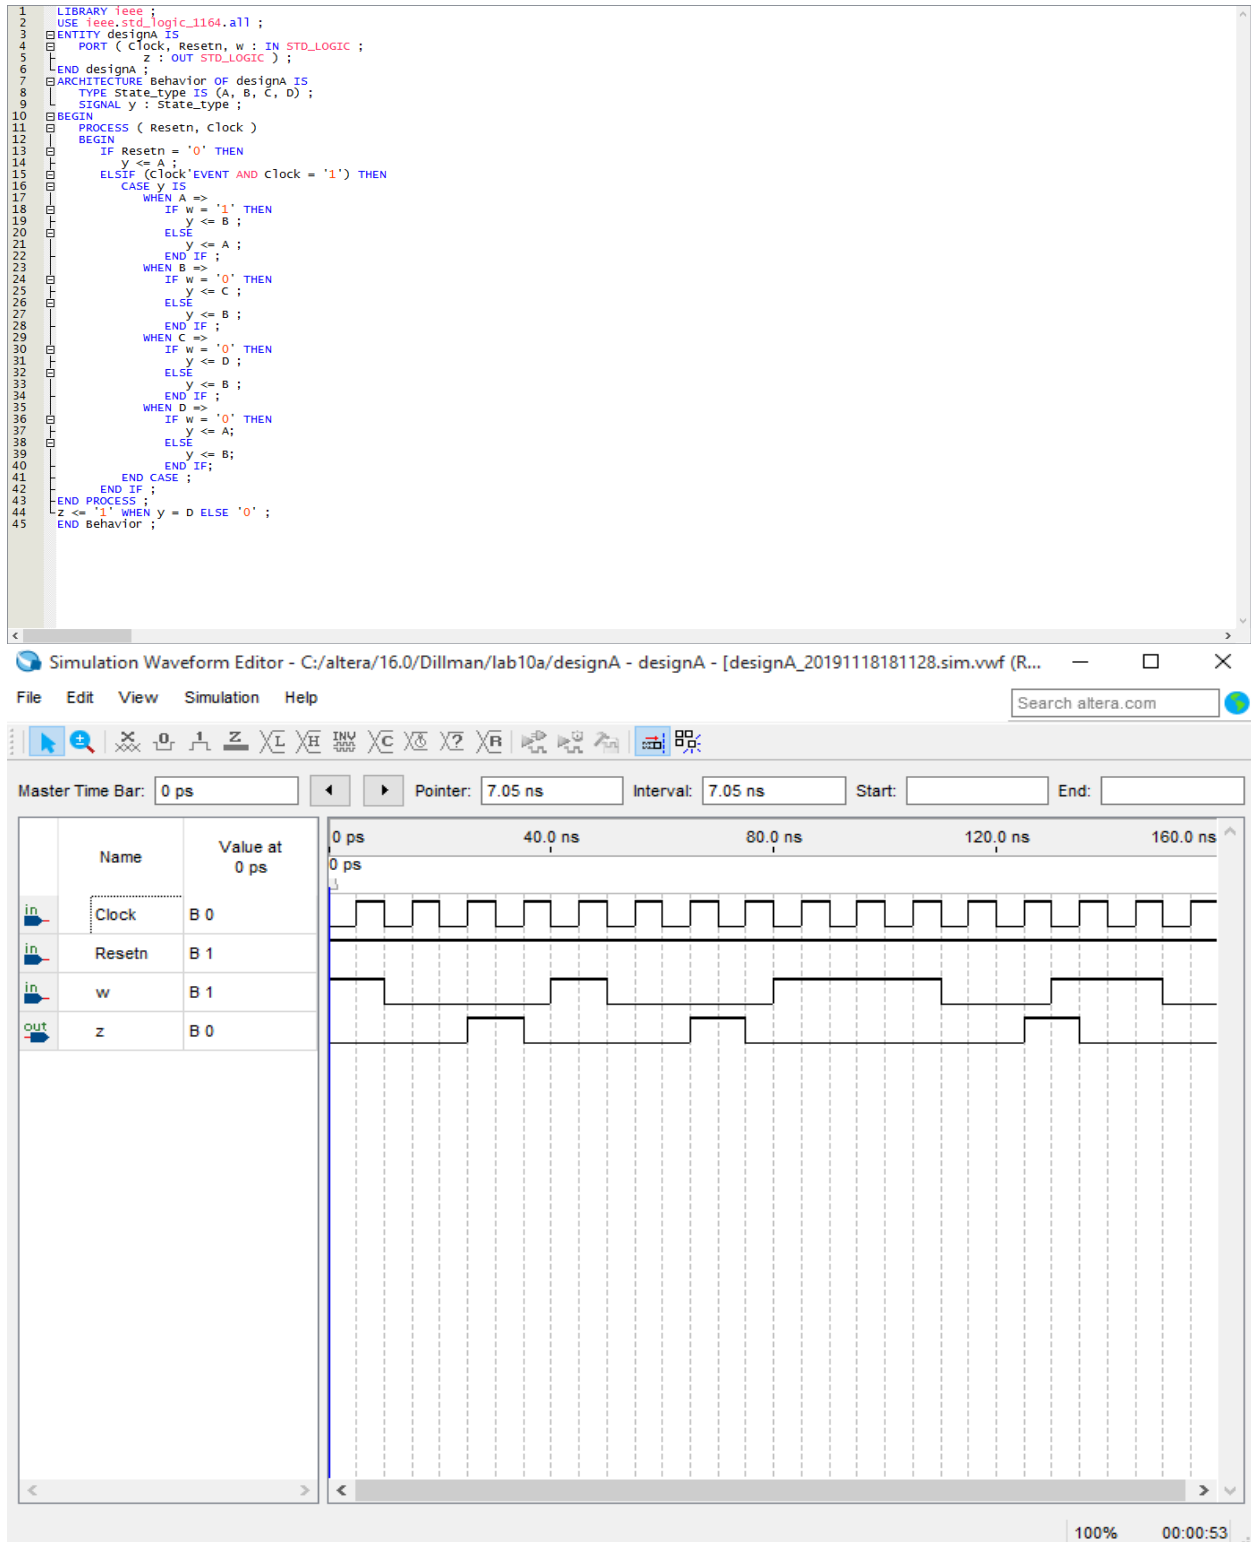 1 LIBRARY ieee ;
2 USE ieee.std_logic_1164.all ;
3 ENTITY designA IS
4 PORT ( Clock, Resetn, w : IN STD_LOGIC ;
5 z : OUT STD_LOGIC ) ;
6 END designA ;
7 ARCHITECTURE Behavior OF designA IS
8 TYPE State_type IS (A, B, C, D) ;
9 SIGNAL y : State_type ;
10 BEGIN
11 PROCESS ( Resetn, Clock )
12 BEGIN
13 IF Resetn = '0' THEN
14 y <= A ;
15 ELSIF (Clock'EVENT AND Clock = '1') THEN
16 CASE y IS
17 WHEN A =>
18 IF w = '1' THEN
19 y <= B ;
20 ELSE
21 y <= A ;
22 END IF ;
23 WHEN B =>
24 IF w = '0' THEN
25 y <= C ;
26 ELSE
27 y <= B ;
28 END IF ;
29 WHEN C =>
30 IF w = '0' THEN
31 y <= D ;
32 ELSE
33 y <= B ;
34 END IF ;
35 WHEN D =>
36 IF w = '0' THEN
37 y <= A;
38 ELSE
39 y <= B;
40 END IF;
41 END CASE ;
42 END IF ;
43 END PROCESS ;
44 z <= '1' WHEN y = D ELSE '0' ;
45 END Behavior ;
Simulation Waveform Editor - C:/altera/16.0/Dillman/lab10a/designA - designA - [designA_20191118181128.sim.vwf (R...
File Edit View Simulation Help
Search altera.com
Master Time Bar: 0 ps Pointer: 7.05 ns Interval: 7.05 ns Start: End:
Name Value at 0 ps 0 ps 40.0 ns 80.0 ns 120.0 ns 160.0 ns
0 ps
in Clock B 0
in Resetn B 1
in w B 1
out z B 0
100% 00:00:53